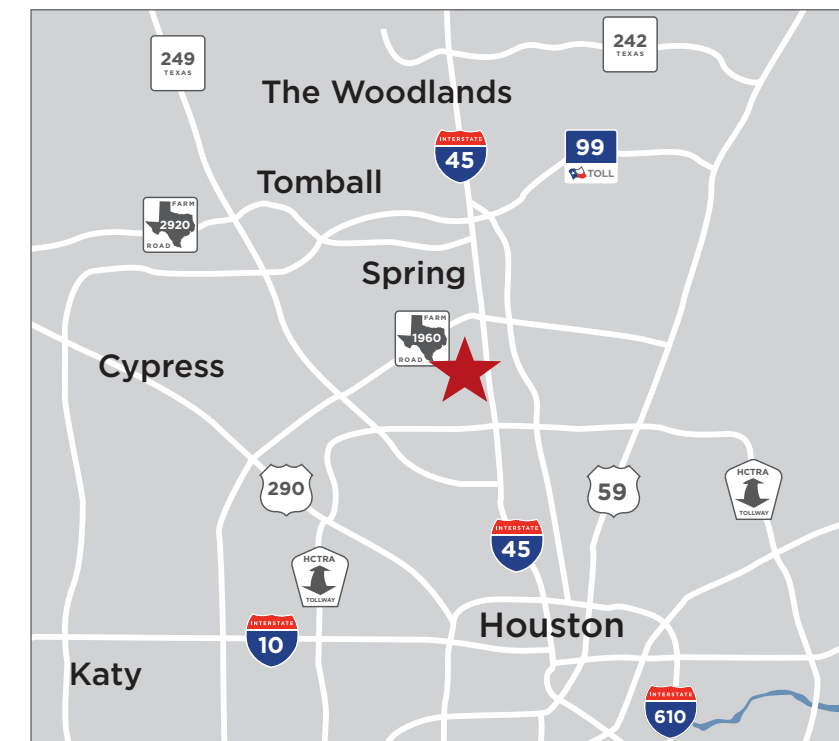 249
TEXAS
242
TEXAS
The Woodlands
INTERSTATE
45
99
TOLL
Tomball
FARM
2920
ROAD
Spring
FARM
1960
ROAD
Cypress
290
59
HCTRA
TOLLWAY
INTERSTATE
45
HCTRA
TOLLWAY
INTERSTATE
10
Houston
Katy
INTERSTATE
610